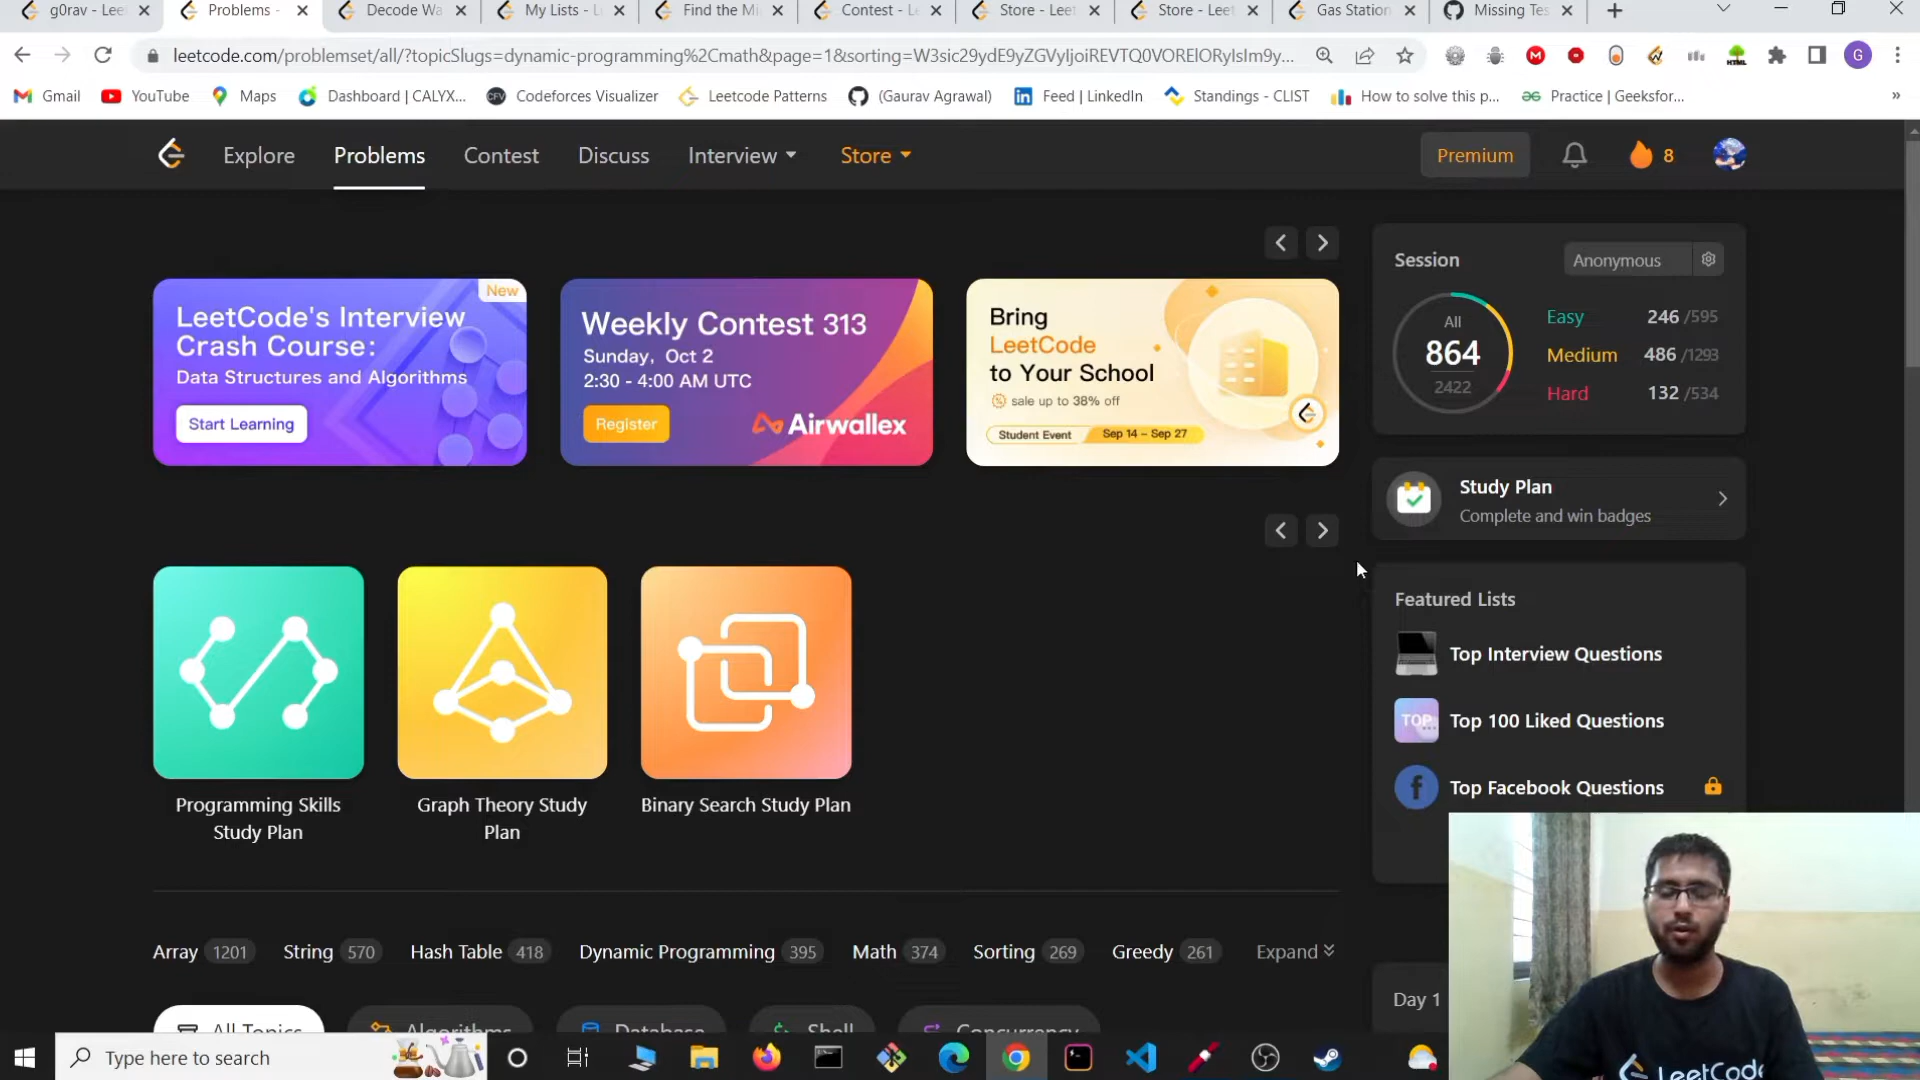 g0rav - Lee
Problems -
Decode Wa
My Lists - L
Find the Mi
Contest - Le
Store - Leet
Store - Leet
Gas Station
Missing Tes
leetcode.com/problemset/all/?topicSlugs=dynamic-programming%2Cmath&page=1&sorting=W3sic29ydE9yZGVyIjoiREVTQ0VORElORyIsIm9y...
G
Gmail
YouTube
Maps
Dashboard | CALYX...
Codeforces Visualizer
Leetcode Patterns
(Gaurav Agrawal)
Feed | LinkedIn
Standings - CLIST
How to solve this p...
Practice | Geeksfor...
»
Explore
Problems
Contest
Discuss
Interview
Store
Premium
8
New
LeetCode's Interview
Crash Course:
Data Structures and Algorithms
Start Learning
Weekly Contest 313
Sunday, Oct 2
2:30 - 4:00 AM UTC
Register
Airwallex
Bring
LeetCode
to Your School
sale up to 38% off
Student Event
Sep 14 - Sep 27
Session
Anonymous
All
864
2422
Easy 246 /595
Medium 486 /1293
Hard 132 /534
Study Plan
Complete and win badges
Programming Skills
Study Plan
Graph Theory Study
Plan
Binary Search Study Plan
Featured Lists
Top Interview Questions
TOP
Top 100 Liked Questions
Top Facebook Questions
Array 1201
String 570
Hash Table 418
Dynamic Programming 395
Math 374
Sorting 269
Greedy 261
Expand
All Topics
Algorithms
Database
Shell
Concurrency
Day 1
LeetCode
Type here to search